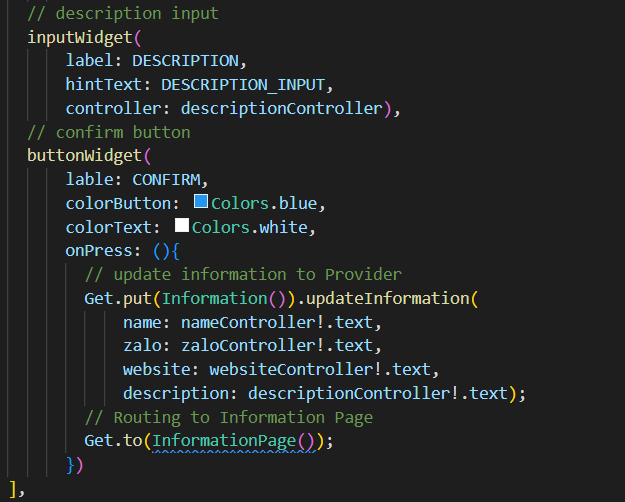 // description input
inputWidget(
label: DESCRIPTION,
hintText: DESCRIPTION_INPUT,
controller: descriptionController),
// confirm button
buttonWidget(
lable: CONFIRM,
colorButton: Colors.blue,
colorText: Colors.white,
onPress: (){
// update information to Provider
Get.put(Information()).updateInformation(
name: nameController!.text,
zalo: zaloController!.text,
website: websiteController!.text,
description: descriptionController!.text);
// Routing to Information Page
Get.to(InformationPage());
})
],